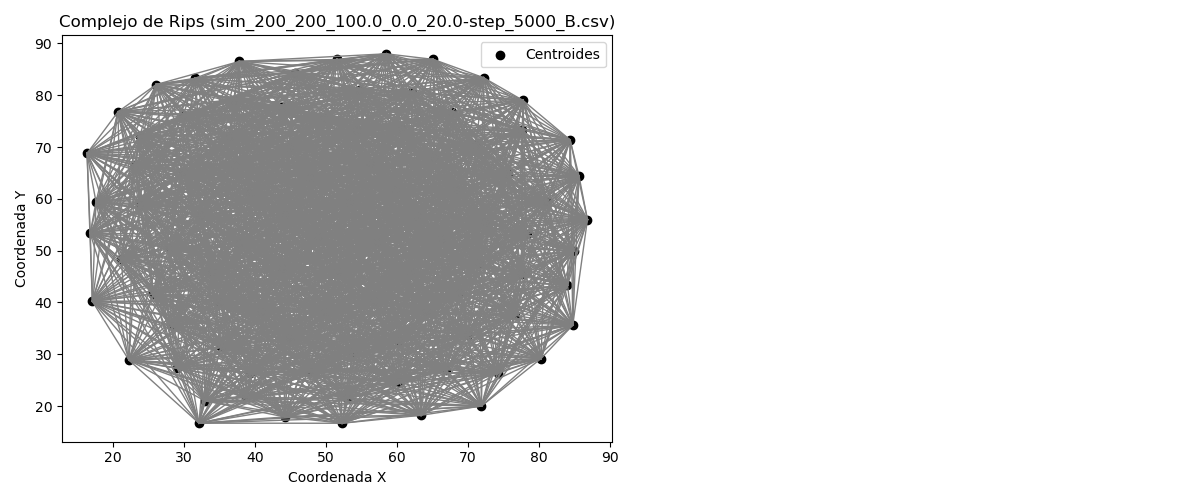 Complejo de Rips (sim_200_200_100.0_0.0_20.0-step_5000_B.csv)
Centroides
90
80
70
60
50
40
30
20
Coordenada Y
20 30 40 50 60 70 80 90
Coordenada X